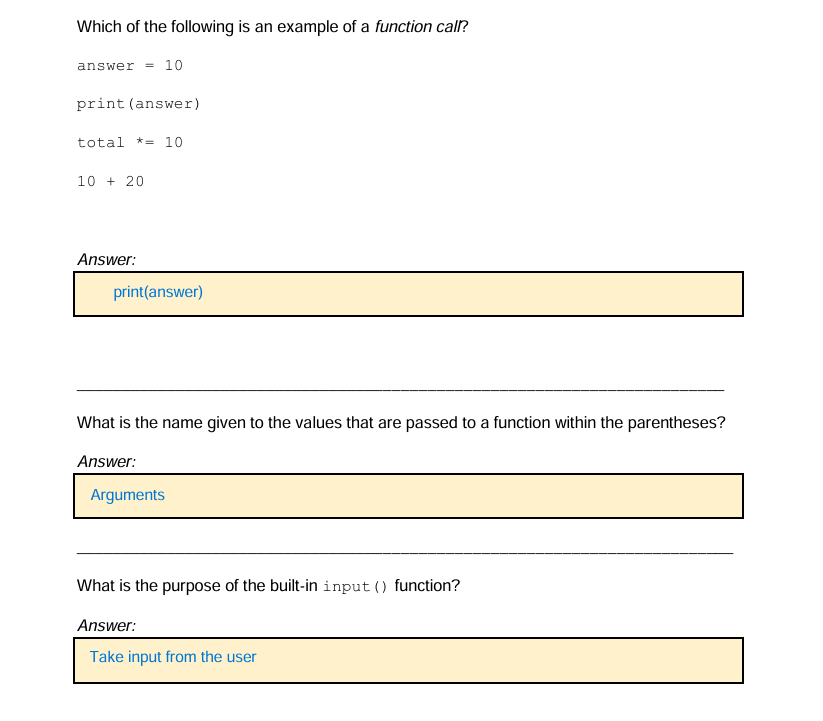 Which of the following is an example of a function call?
answer = 10
print(answer)
total *= 10
10 + 20
Answer:
print(answer)
What is the name given to the values that are passed to a function within the parentheses?
Answer:
Arguments
What is the purpose of the built-in input() function?
Answer:
Take input from the user